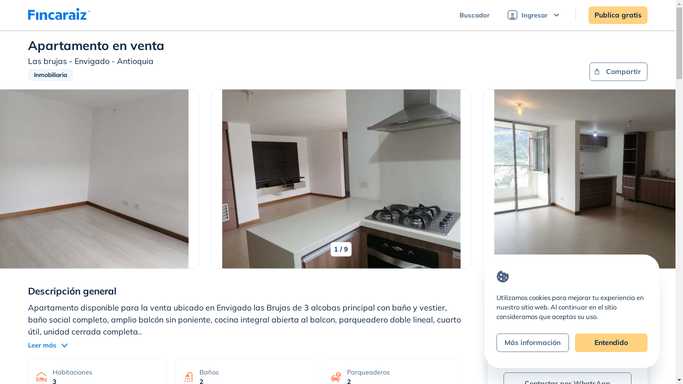 Fincaraiz
Buscador
Ingresar
Publica gratis
Apartamento en venta
Las brujas - Envigado - Antioquia
Inmobiliaria
Compartir
1 / 9
Descripción general
Apartamento disponible para la venta ubicado en Envigado las Brujas de 3 alcobas principal con baño y vestier,
baño social completo, amplio balcón sin poniente, cocina integral abierta al balcon, parqueadero doble lineal, cuarto
útil, unidad cerrada completa..
Leer más
Habitaciones
3
Baños
2
Parqueaderos
2
Utilizamos cookies para mejorar tu experiencia en
nuestro sitio web. Al continuar en el sitio
consideramos que aceptas su uso.
Más información
Entendido
Contactar por WhatsApp